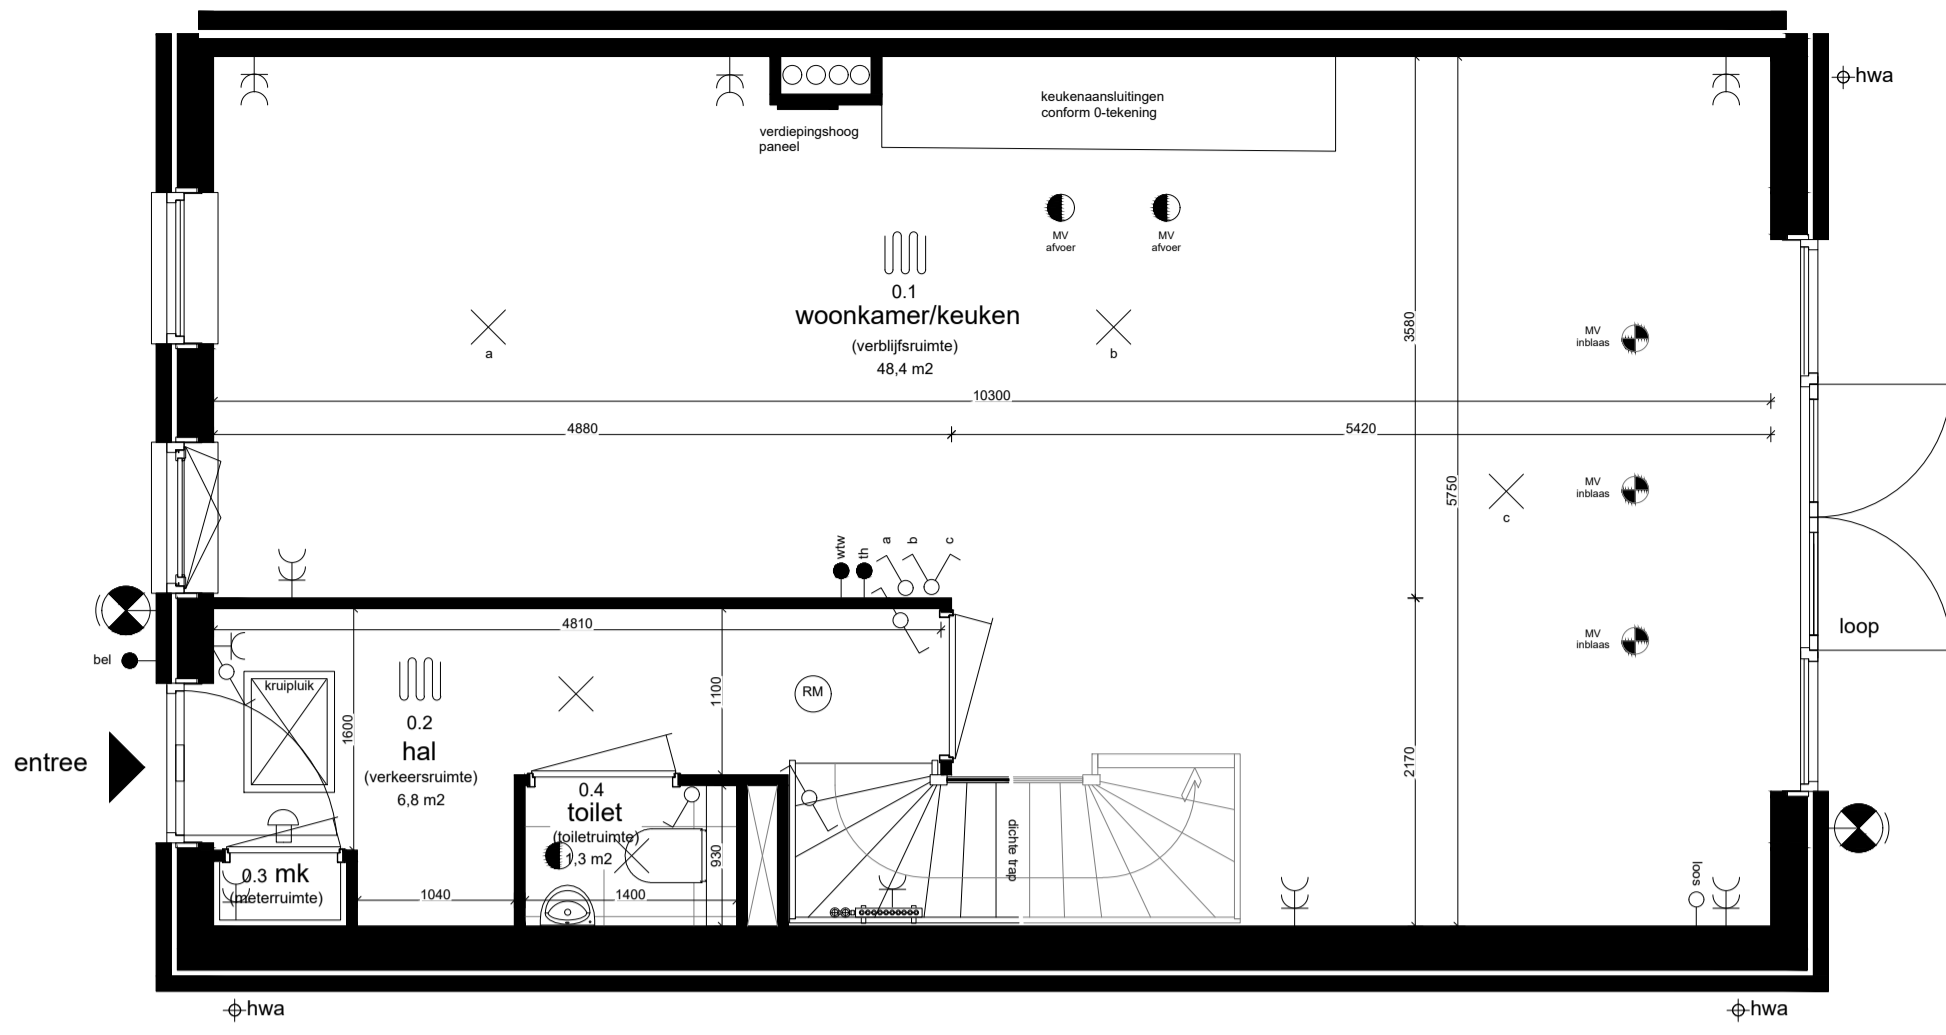 hwa
keukenaansluitingen
conform 0-tekening
verdiepingshoog
paneel
MV
afvoer
MV
afvoer
0.1
woonkamer/keuken
(verblijfsruimte)
48,4 m2
a
b
3580
MV
inblaas
10300
4880
5420
5750
c
MV
inblaas
wtw
th
a
b
c
4810
bel
kruipluik
1600
0.2
hal
(verkeersruimte)
6,8 m2
1100
RM
MV
inblaas
loop
entree
2170
0.4
toilet
(toiletruimte)
1,3 m2
930
dichte trap
0.3 mk
(meterruimte)
1040
1400
loos
hwa
hwa